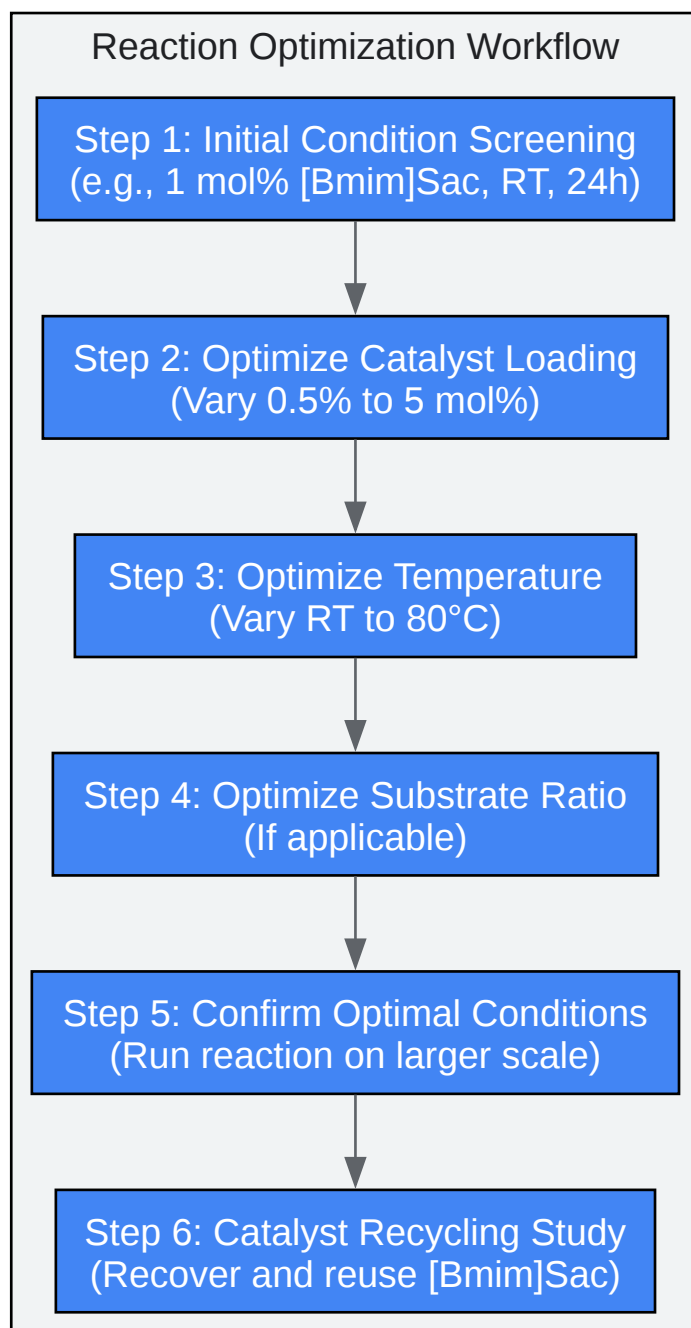 Reaction Optimization Workflow
Step 1: Initial Condition Screening
(e.g., 1 mol% [Bmim]Sac, RT, 24h)
Step 2: Optimize Catalyst Loading
(Vary 0.5% to 5 mol%)
Step 3: Optimize Temperature
(Vary RT to 80°C)
Step 4: Optimize Substrate Ratio
(If applicable)
Step 5: Confirm Optimal Conditions
(Run reaction on larger scale)
Step 6: Catalyst Recycling Study
(Recover and reuse [Bmim]Sac)